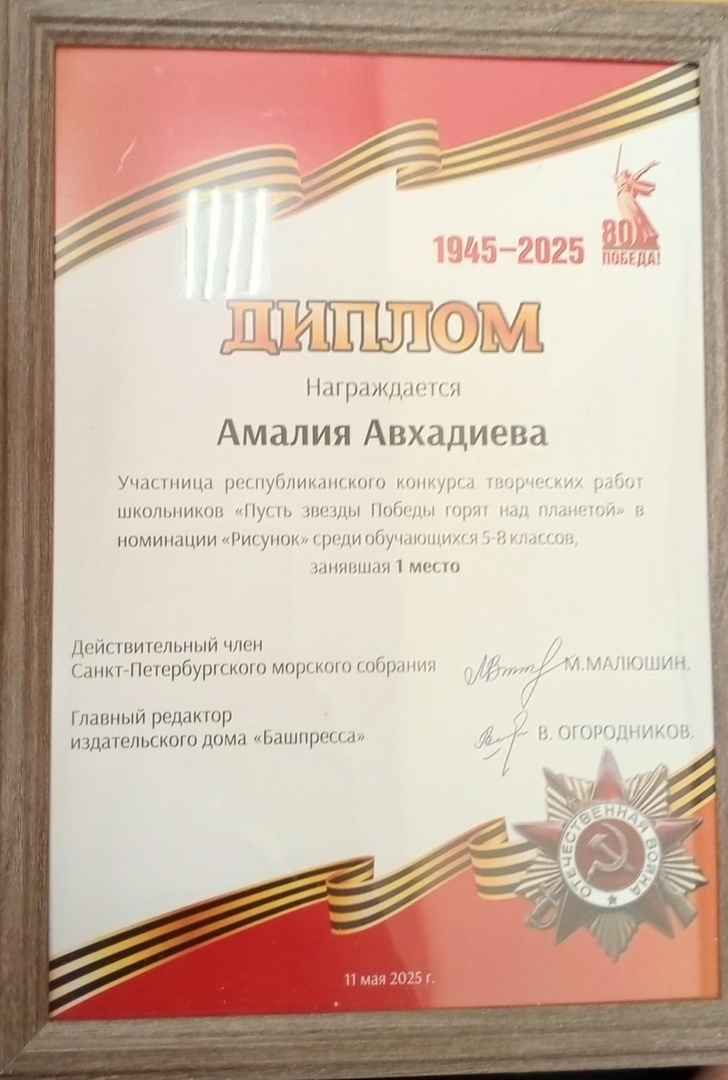 1945–2025
80
ПОБЕДА!
ДИПЛОМ
Награждается
Амалия Авхадиева
Участница республиканского конкурса творческих работ
школьников «Пусть звезды Победы горят над планетой» в
номинации «Рисунок» среди обучающихся 5-8 классов,
занявшая 1 место
Действительный член
Санкт-Петербургского морского собрания
М.МАЛЮШИН.
Главный редактор
издательского дома «Башпресса»
В. ОГОРОДНИКОВ.
ОТЕЧЕСТВЕННАЯ ВОЙНА
11 мая 2025 г.